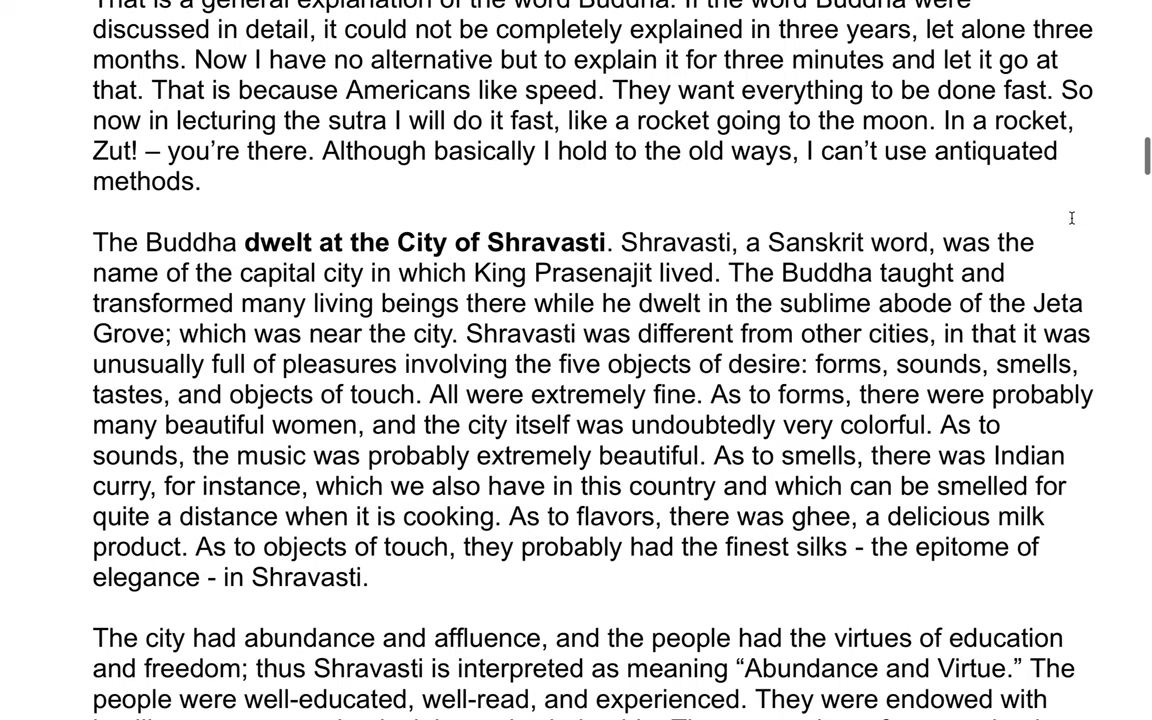 That is a general explanation of the word Buddha. If the word Buddha were
discussed in detail, it could not be completely explained in three years, let alone three
months. Now I have no alternative but to explain it for three minutes and let it go at
that. That is because Americans like speed. They want everything to be done fast. So
now in lecturing the sutra I will do it fast, like a rocket going to the moon. In a rocket,
Zut! – you’re there. Although basically I hold to the old ways, I can’t use antiquated
methods.
The Buddha dwelt at the City of Shravasti. Shravasti, a Sanskrit word, was the
name of the capital city in which King Prasenajit lived. The Buddha taught and
transformed many living beings there while he dwelt in the sublime abode of the Jeta
Grove; which was near the city. Shravasti was different from other cities, in that it was
unusually full of pleasures involving the five objects of desire: forms, sounds, smells,
tastes, and objects of touch. All were extremely fine. As to forms, there were probably
many beautiful women, and the city itself was undoubtedly very colorful. As to
sounds, the music was probably extremely beautiful. As to smells, there was Indian
curry, for instance, which we also have in this country and which can be smelled for
quite a distance when it is cooking. As to flavors, there was ghee, a delicious milk
product. As to objects of touch, they probably had the finest silks - the epitome of
elegance - in Shravasti.
The city had abundance and affluence, and the people had the virtues of education
and freedom; thus Shravasti is interpreted as meaning “Abundance and Virtue.” The
people were well-educated, well-read, and experienced. They were endowed with